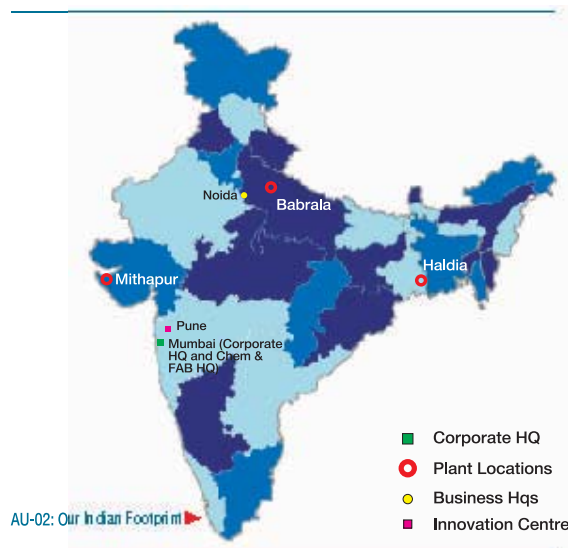 Noida
Babrala
Mithapur
Haldia
Pune
Mumbai (Corporate
HQ and Chem &
FAB HQ)
Corporate HQ
Plant Locations
Business Hqs
Innovation Centre
AU-02: Our Indian Footprint